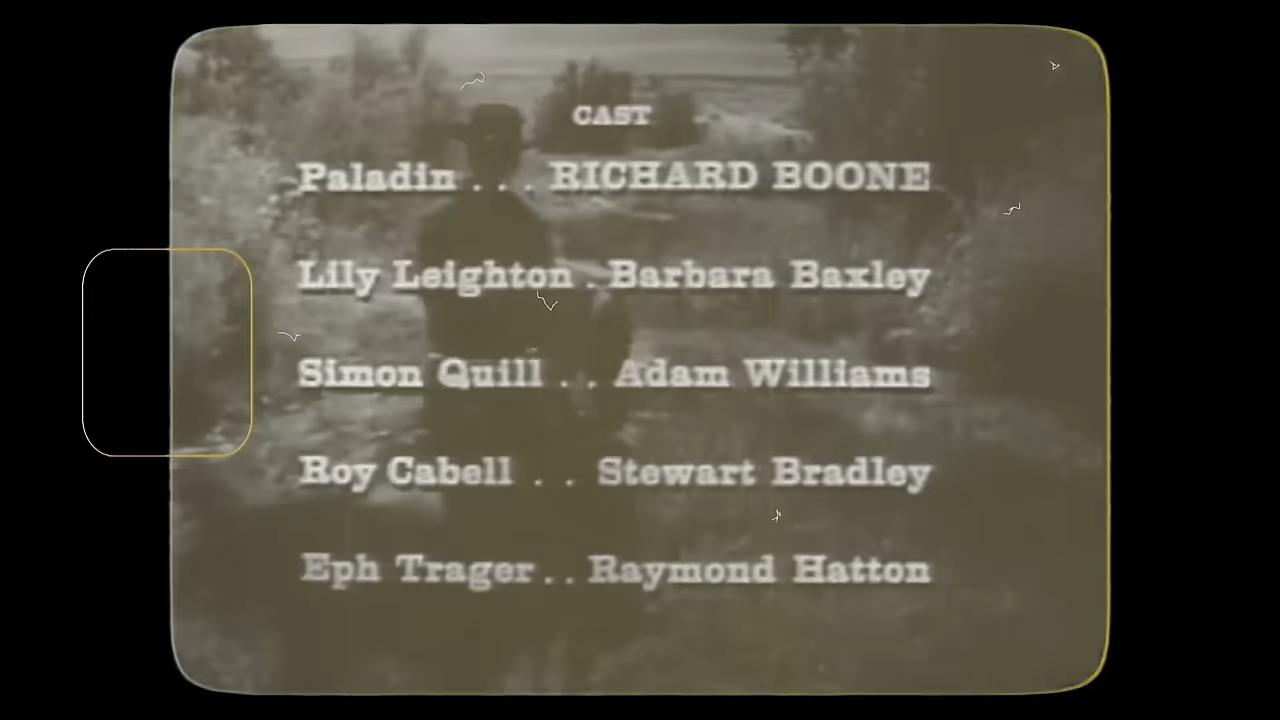 CAST
Paladin . . . RICHARD BOONE
Lily Leighton . Barbara Baxley
Simon Quill . . Adam Williams
Roy Cabell . . Stewart Bradley
Eph Trager . . Raymond Hatton